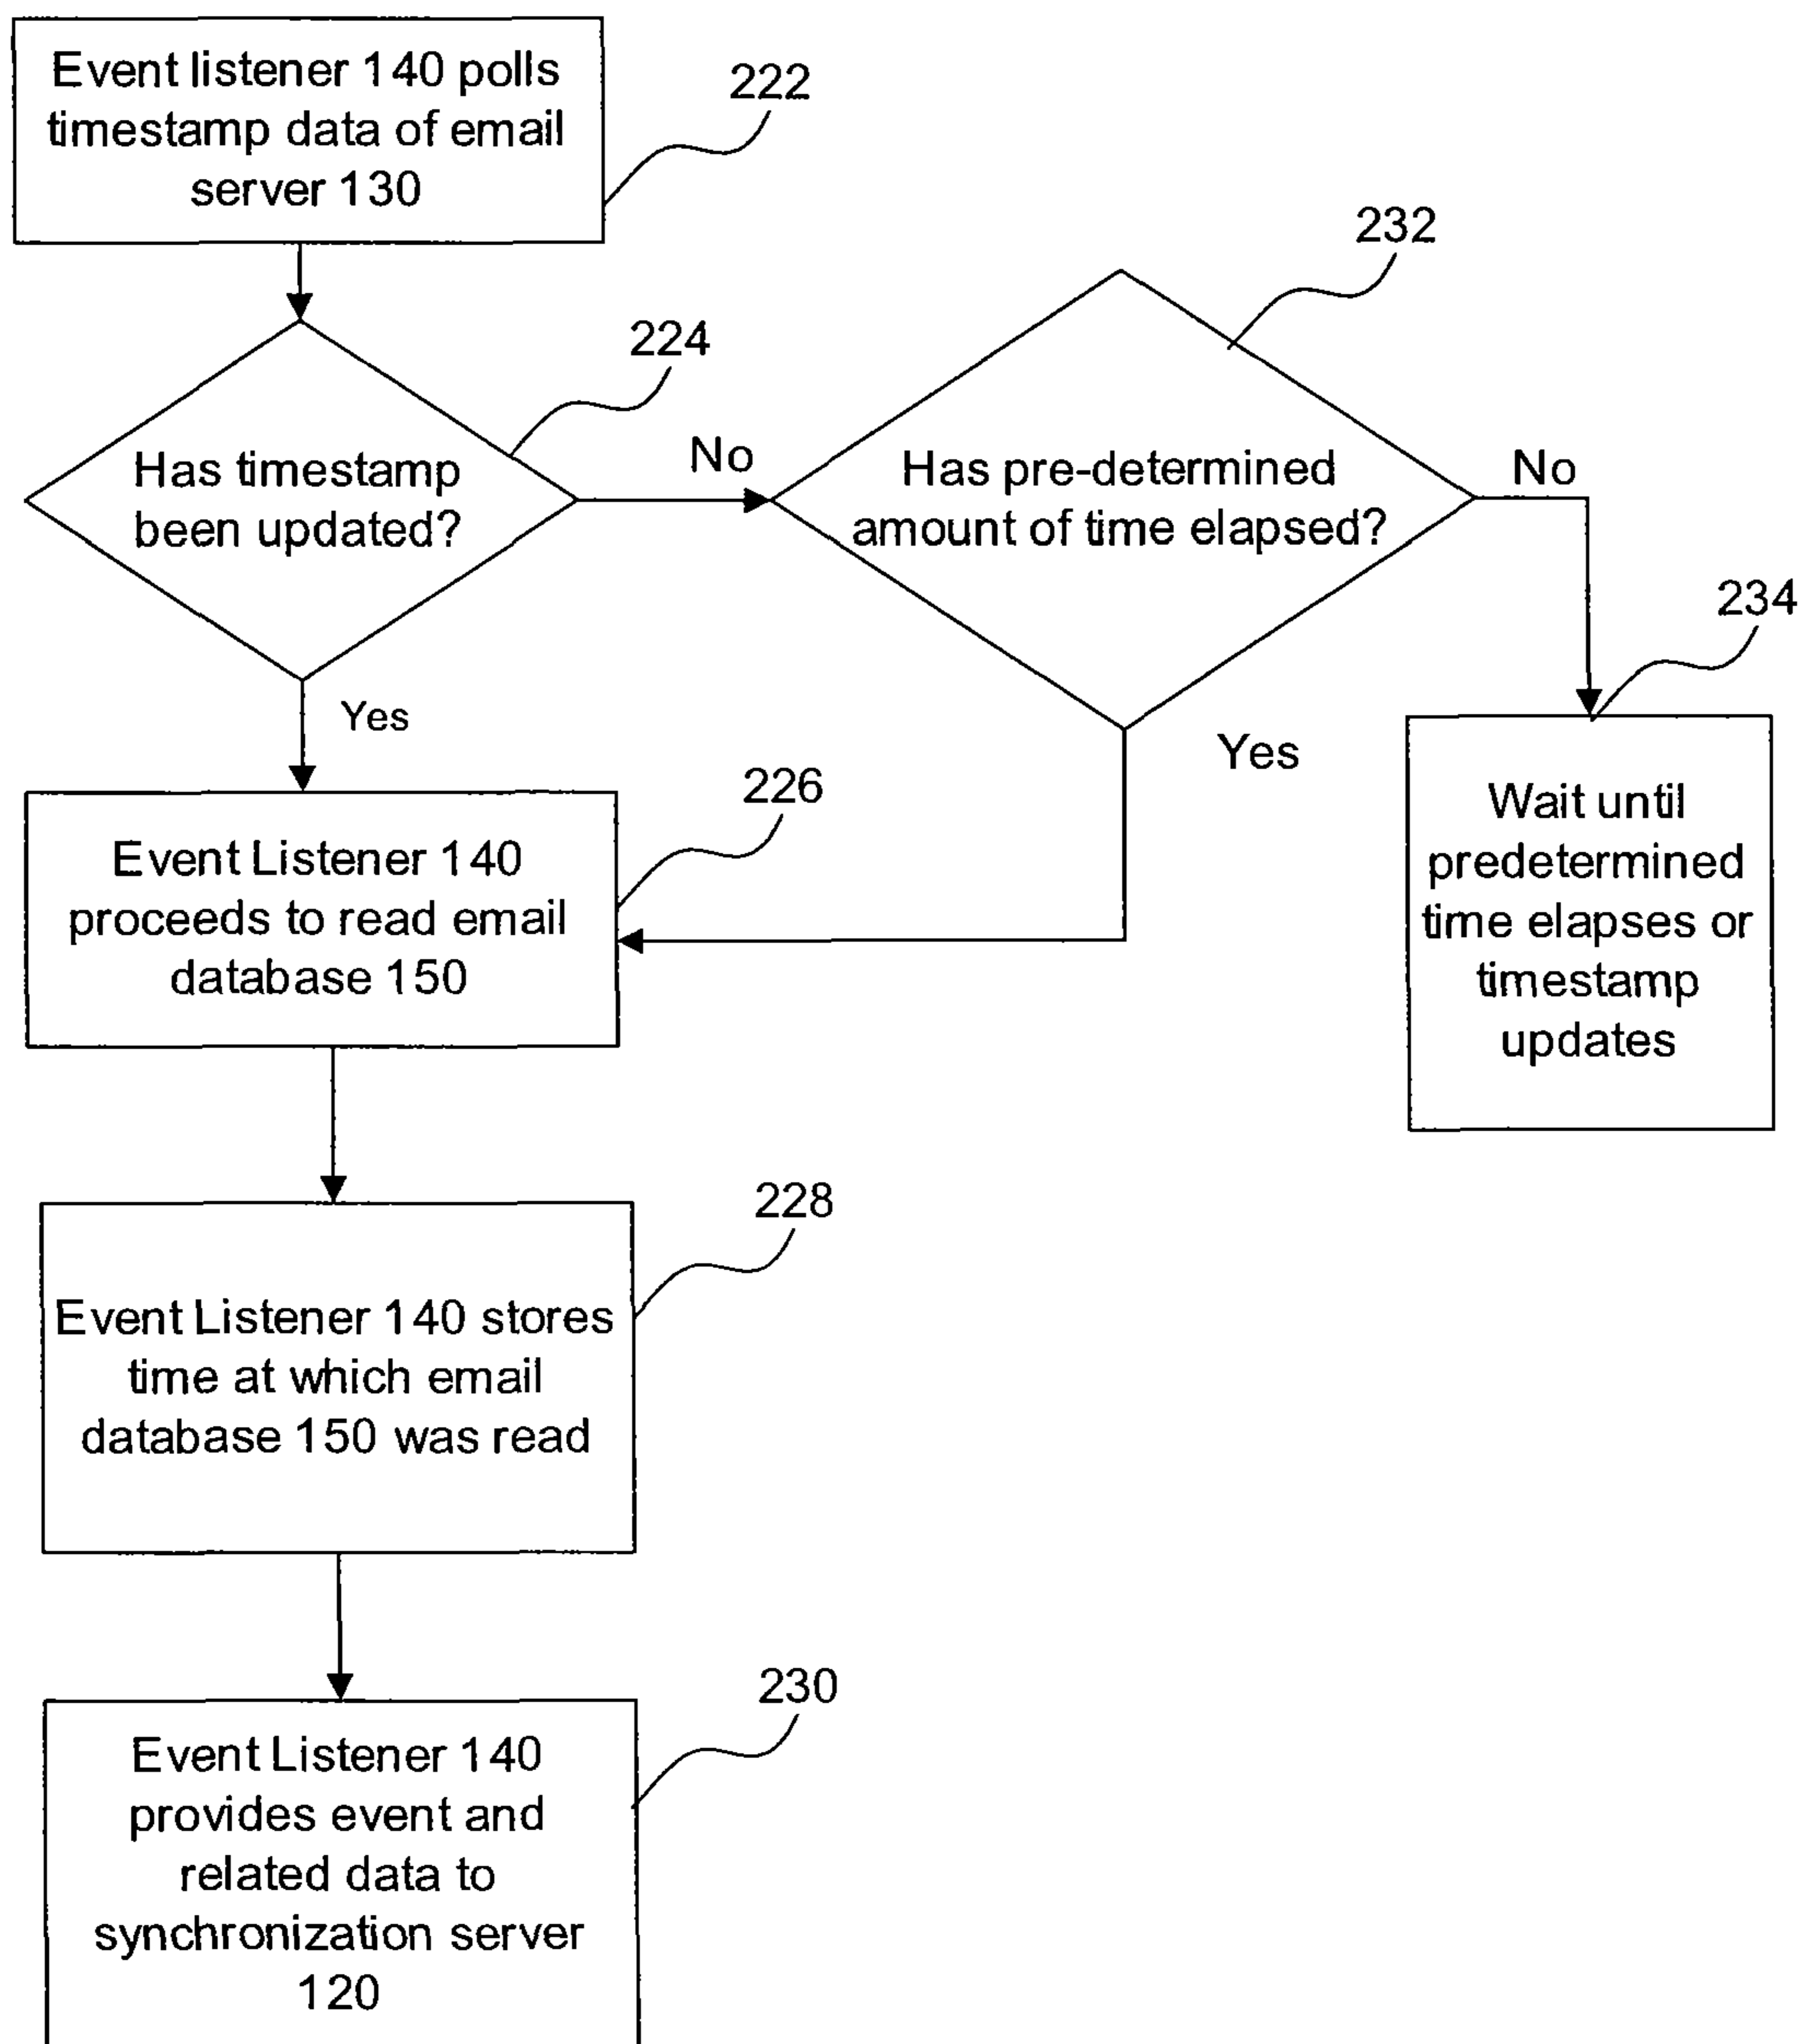 Event listener 140 polls
timestamp data of email
server 130
222
232
224
Has timestamp
been updated?
No
Has pre-determined
amount of time elapsed?
No
234
Yes
Yes
226
Event Listener 140
proceeds to read email
database 150
Wait until
predetermined
time elapses or
timestamp
updates
228
Event Listener 140 stores
time at which email
database 150 was read
230
Event Listener 140
provides event and
related data to
synchronization server
120